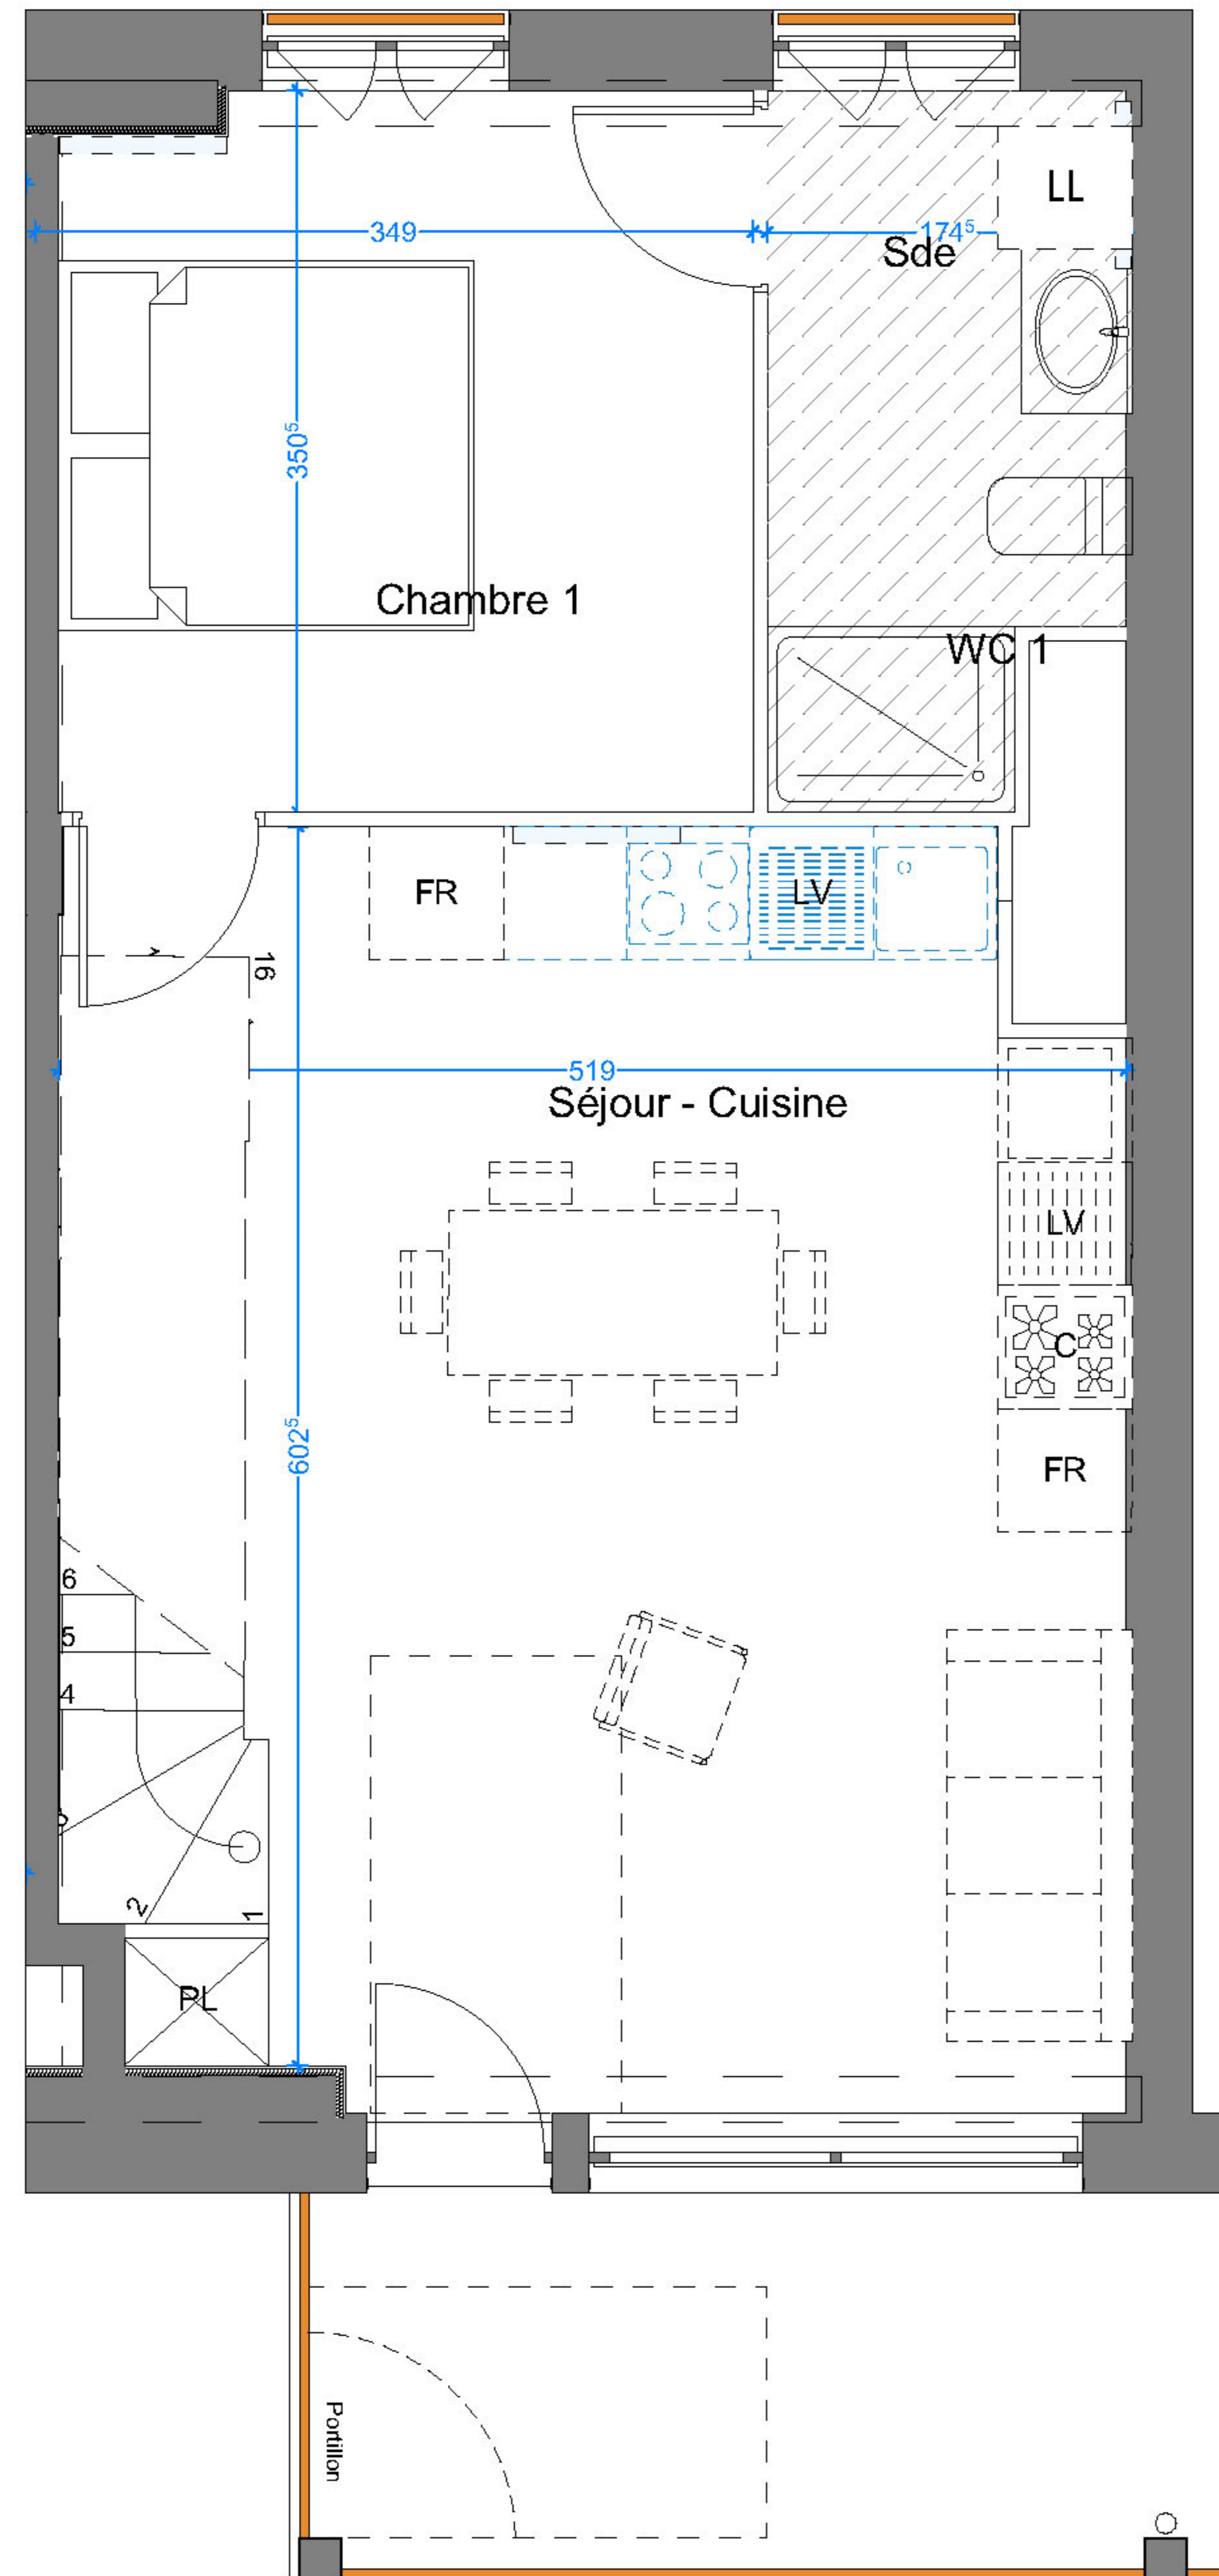 LL
349
174⁵
Sde
350⁵
Chambre 1
WC 1
FR
LV
16
519
Séjour - Cuisine
LV
C
602⁵
FR
6
5
4
2
1
PL
Portillon